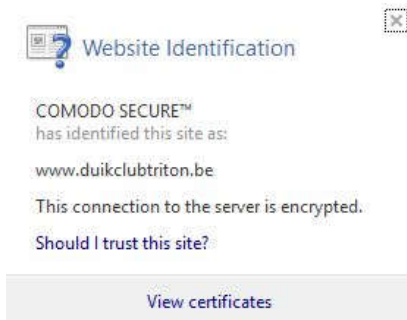 Website Identification
COMODO SECURE™
has identified this site as:
www.duikclubtriton.be
This connection to the server is encrypted.
Should I trust this site?
View certificates